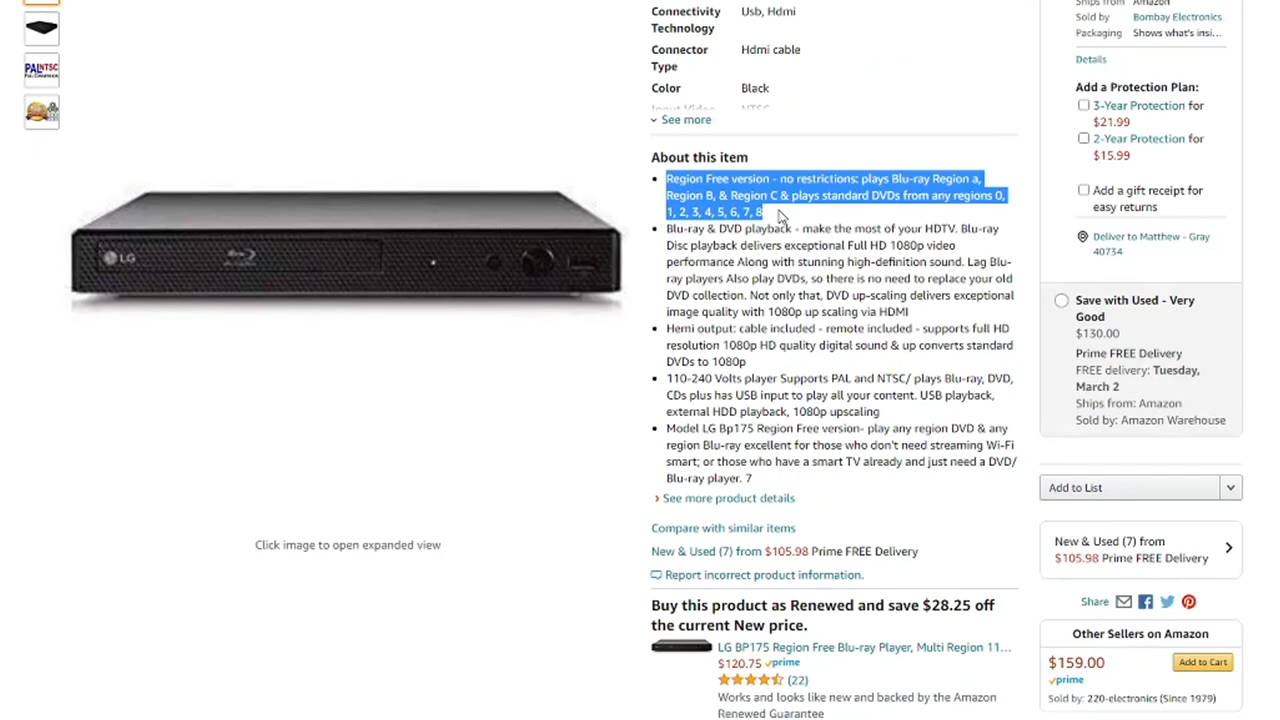 PAL NTSC
LG
Click image to open expanded view
Connectivity Usb, Hdmi
Technology
Connector Hdmi cable
Type
Color Black
Input Video NTSC
See more
About this item
Region Free version - no restrictions: plays Blu-ray Region a,
Region B, & Region C & plays standard DVDs from any regions 0,
1, 2, 3, 4, 5, 6, 7, 8
Blu-ray & DVD playback - make the most of your HDTV. Blu-ray
Disc playback delivers exceptional Full HD 1080p video
performance Along with stunning high-definition sound. Lag Blu-
ray players Also play DVDs, so there is no need to replace your old
DVD collection. Not only that, DVD up-scaling delivers exceptional
image quality with 1080p up scaling via HDMI
Hemi output: cable included - remote included - supports full HD
resolution 1080p HD quality digital sound & up converts standard
DVDs to 1080p
110-240 Volts player Supports PAL and NTSC/ plays Blu-ray, DVD,
CDs plus has USB input to play all your content. USB playback,
external HDD playback, 1080p upscaling
Model LG Bp175 Region Free version- play any region DVD & any
region Blu-ray excellent for those who don't need streaming Wi-Fi
smart; or those who have a smart TV already and just need a DVD/
Blu-ray player. 7
See more product details
Compare with similar items
New & Used (7) from $105.98 Prime FREE Delivery
Report incorrect product information.
Buy this product as Renewed and save $28.25 off
the current New price.
LG BP175 Region Free Blu-ray Player, Multi Region 11...
$120.75 prime
(22)
Works and looks like new and backed by the Amazon
Renewed Guarantee
Ships from Amazon
Sold by Bombay Electronics
Packaging Shows what's insi...
Details
Add a Protection Plan:
3-Year Protection for
$21.99
2-Year Protection for
$15.99
Add a gift receipt for
easy returns
Deliver to Matthew - Gray
40734
Save with Used - Very
Good
$130.00
Prime FREE Delivery
FREE delivery: Tuesday,
March 2
Ships from: Amazon
Sold by: Amazon Warehouse
Add to List
New & Used (7) from
$105.98 Prime FREE Delivery
Share
Other Sellers on Amazon
$159.00 Add to Cart
prime
Sold by: 220-electronics (Since 1979)